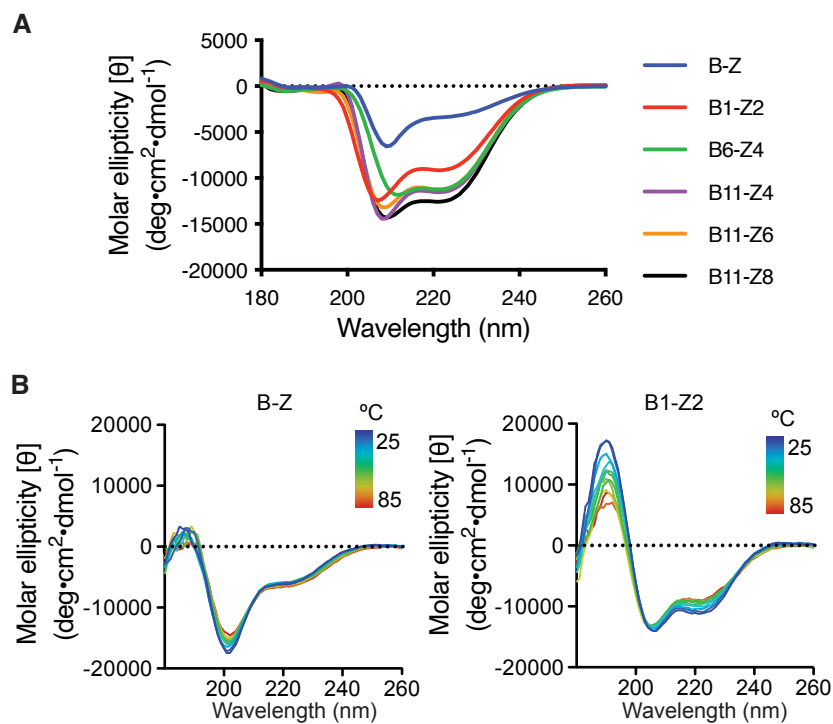 A
Molar ellipticity [θ]
(deg•cm²•dmol⁻¹)
5000
0
-5000
-10000
-15000
-20000
180
200
220
240
260
Wavelength (nm)
B-Z
B1-Z2
B6-Z4
B11-Z4
B11-Z6
B11-Z8
B
B-Z
Molar ellipticity [θ]
(deg•cm²•dmol⁻¹)
20000
10000
0
-10000
-20000
200
220
240
260
Wavelength (nm)
ºC
25
85
B1-Z2
Molar ellipticity [θ]
(deg•cm²•dmol⁻¹)
20000
10000
0
-10000
-20000
200
220
240
260
Wavelength (nm)
ºC
25
85